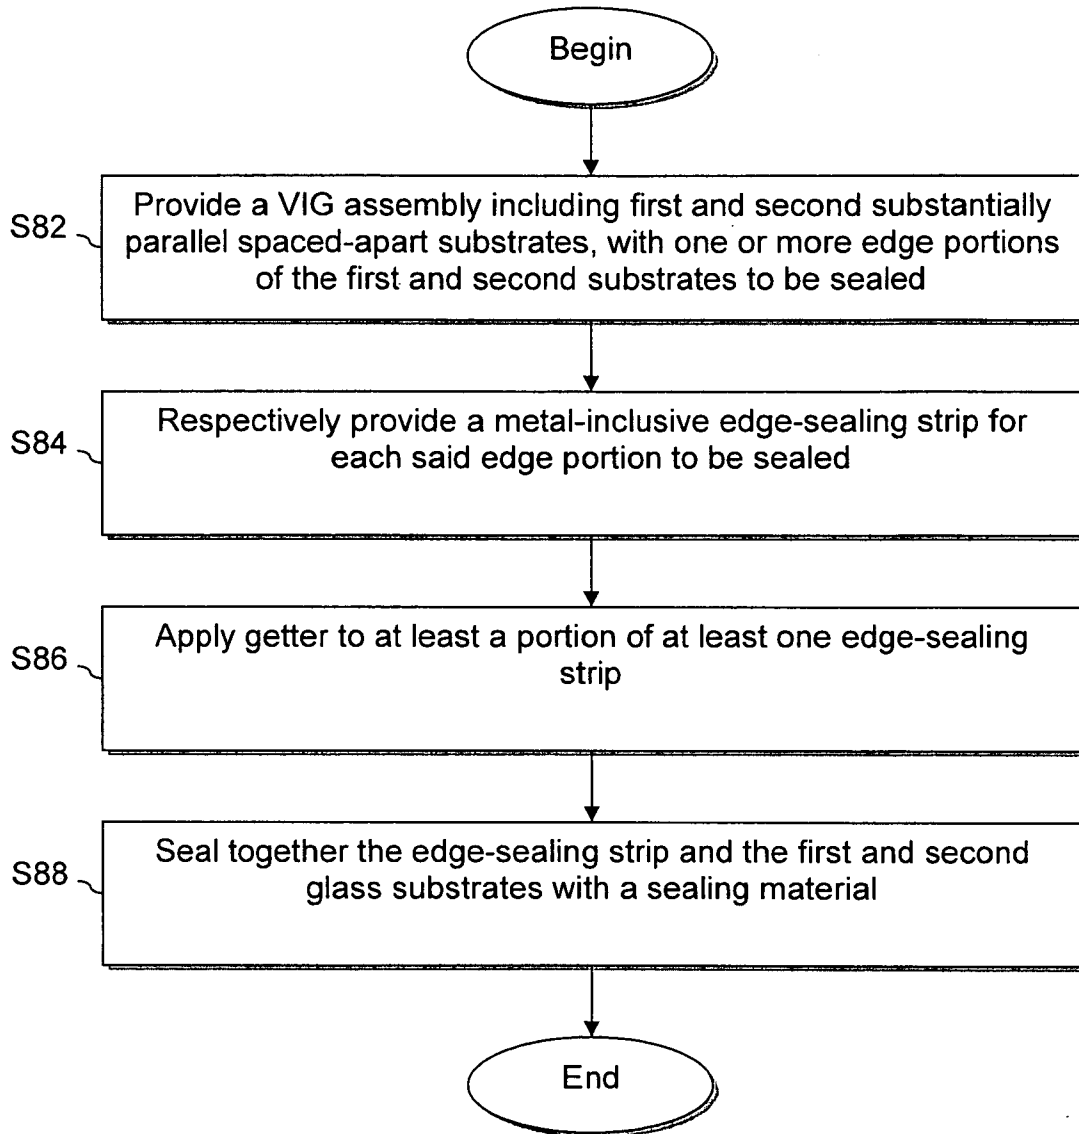 Begin
S82
Provide a VIG assembly including first and second substantially
parallel spaced-apart substrates, with one or more edge portions
of the first and second substrates to be sealed
S84
Respectively provide a metal-inclusive edge-sealing strip for
each said edge portion to be sealed
S86
Apply getter to at least a portion of at least one edge-sealing
strip
S88
Seal together the edge-sealing strip and the first and second
glass substrates with a sealing material
End